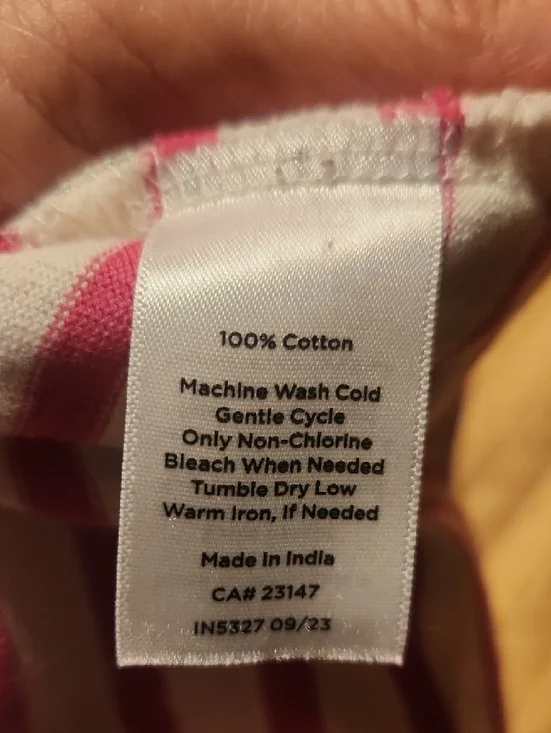 100% Cotton
Machine Wash Cold
Gentle Cycle
Only Non-Chlorine
Bleach When Needed
Tumble Dry Low
Warm Iron, If Needed
Made In India
CA# 23147
IN5327 09/23